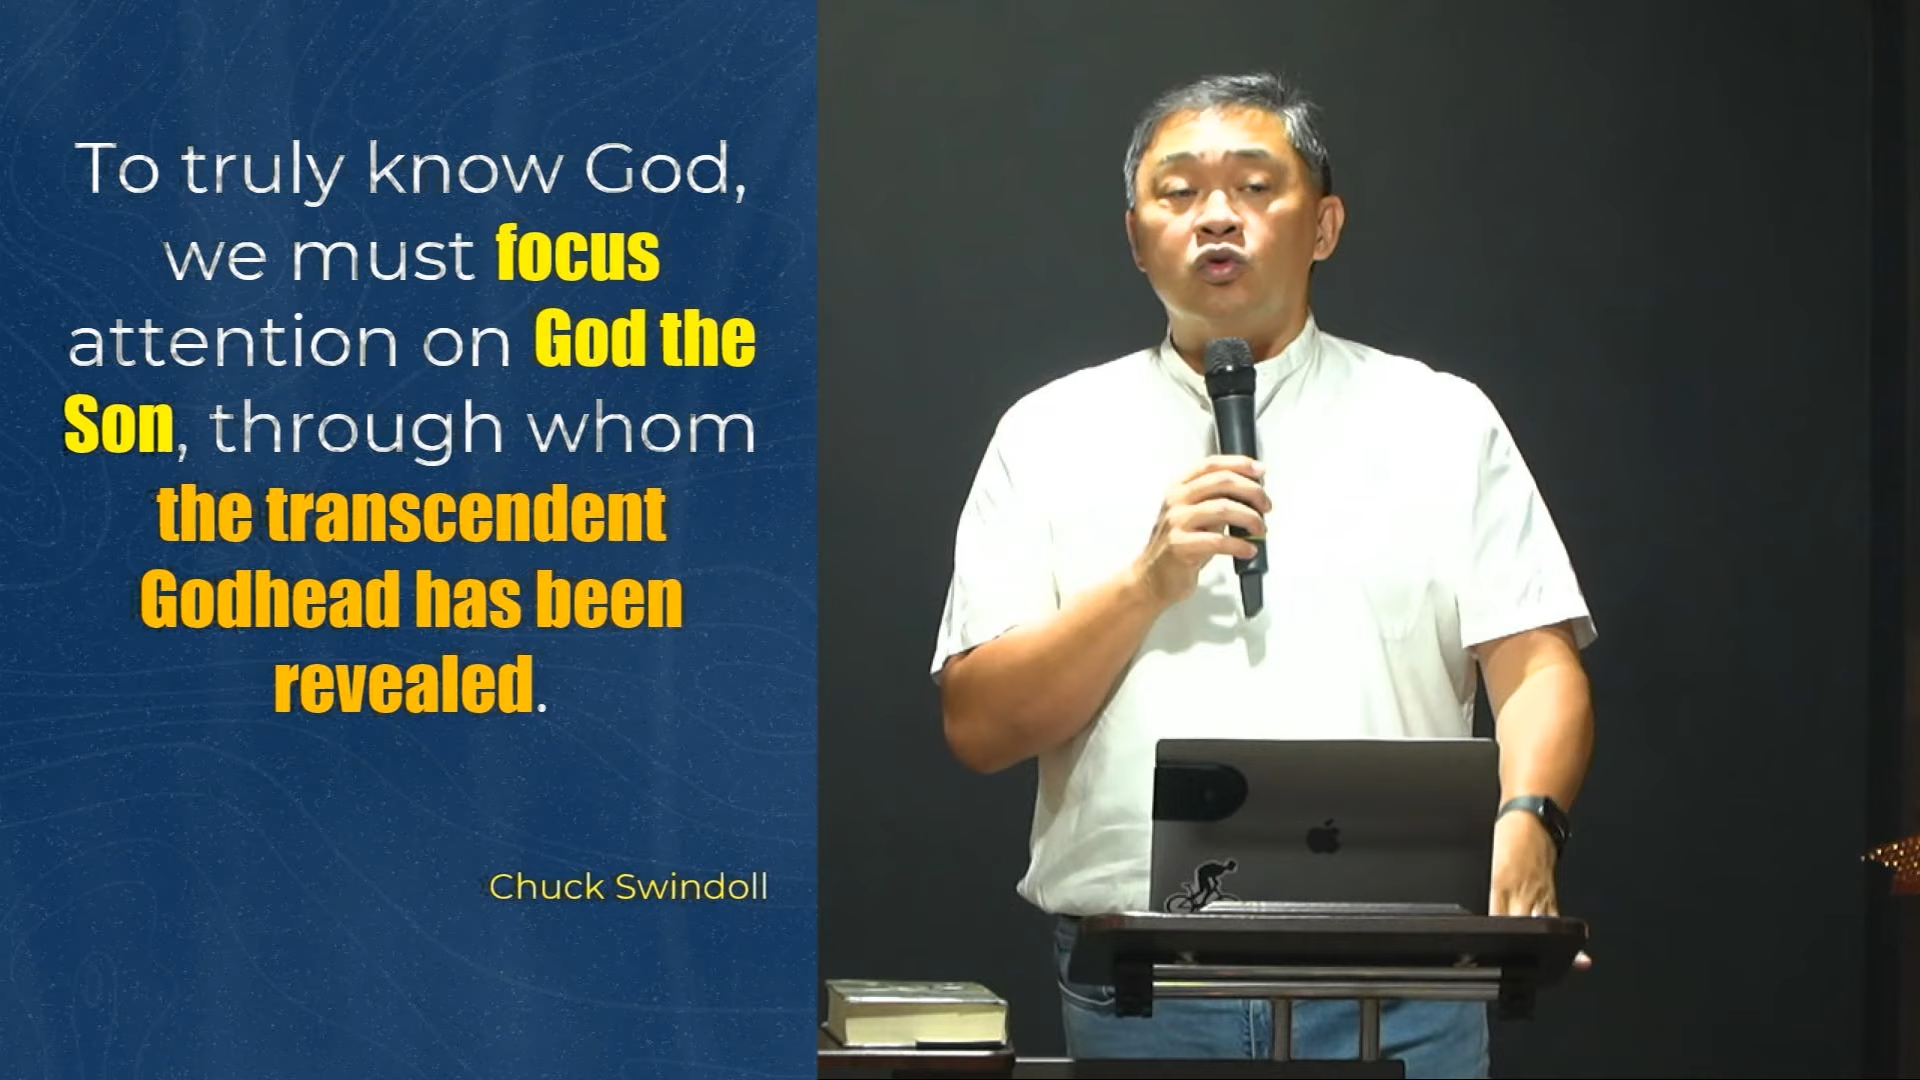 To truly know God,
we must focus
attention on God the
Son, through whom
the transcendent
Godhead has been
revealed.
Chuck Swindoll